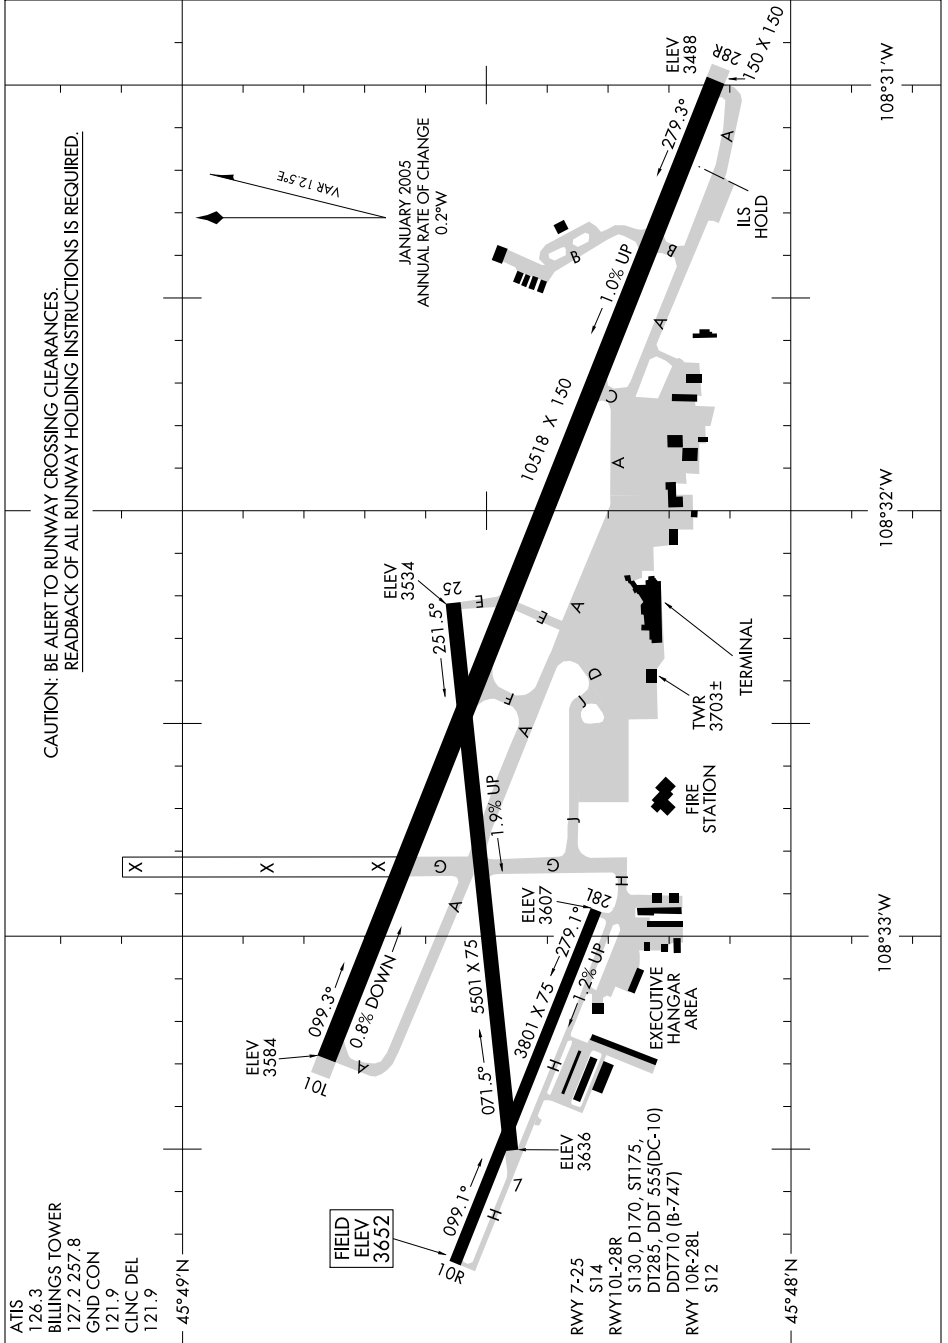 CAUTION: BE ALERT TO RUNWAY CROSSING CLEARANCES.
READBACK OF ALL RUNWAY HOLDING INSTRUCTIONS IS REQUIRED.
ATIS
126.3
BILLINGS TOWER
127.2 257.8
GND CON
121.9
CLNC DEL
121.9
45°49'N
JANUARY 2005
ANNUAL RATE OF CHANGE
0.2°W
VAR 12.5°E
X
X
X
ELEV
3584
10L
099.3°
0.8% DOWN
A
A
G
G
ELEV
3534
25
251.5°
E
E
F
A
A
10518 X 150
1.0% UP
279.3°
ELEV
3488
28R
150 X 150
A
ILS
HOLD
B
B
A
C
A
D
J
J
1.9% UP
5501 X 75
071.5°
ELEV
3636
7
FIELD
ELEV
3652
10R
099.1°
H
H
H
3801 X 75
279.1°
1.2% UP
ELEV
3607
28L
TERMINAL
TWR
3703±
FIRE
STATION
EXECUTIVE
HANGAR
AREA
RWY 7-25
S14
RWY10L-28R
S130, D170, ST175,
DT285, DDT 555(DC-10)
DDT710 (B-747)
RWY 10R-28L
S12
45°48'N
108°33'W
108°32'W
108°31'W